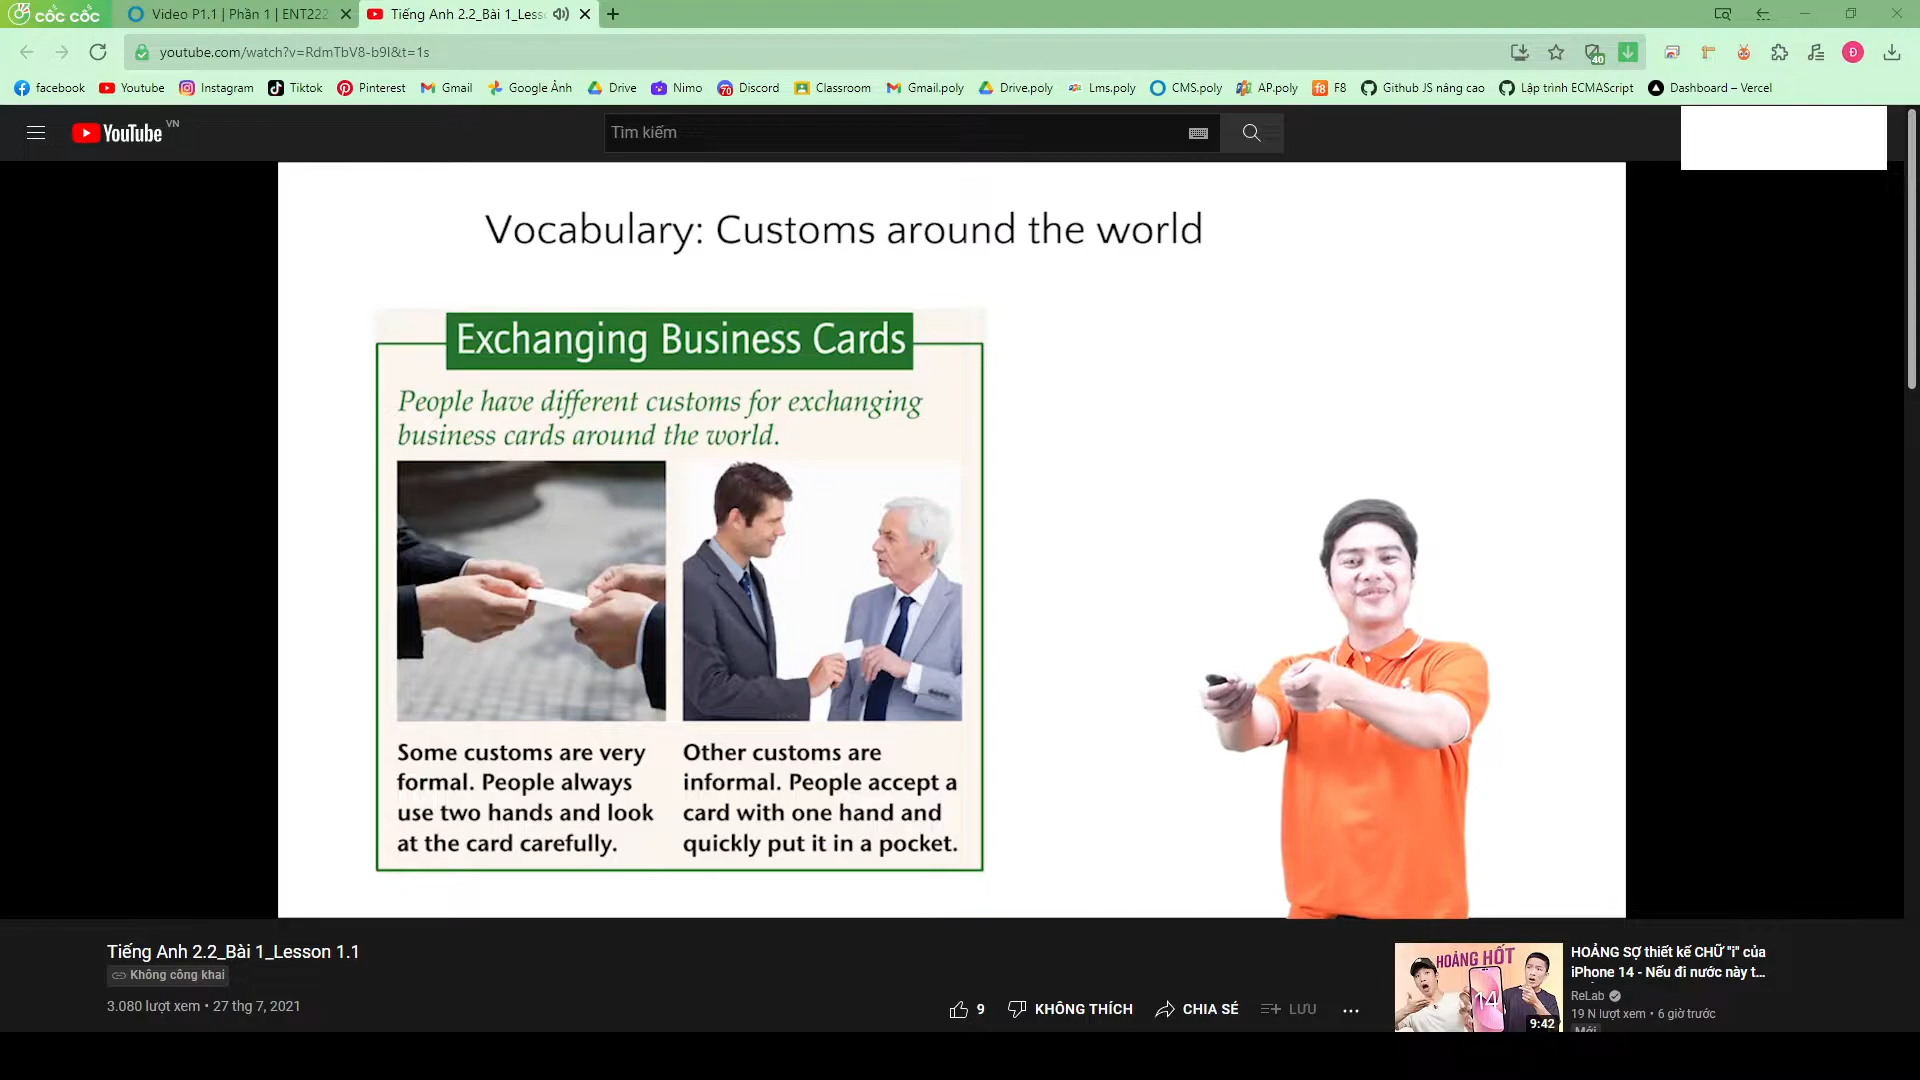 cốc cốc
Video P1.1 | Phần 1 | ENT222
Tiếng Anh 2.2_Bài 1_Less
youtube.com/watch?v=RdmTbV8-b9I&t=1s
40
Đ
facebook
Youtube
Instagram
Tiktok
Pinterest
Gmail
Google Ảnh
Drive
Nimo
70
Discord
Classroom
Gmail.poly
Drive.poly
Lms.poly
CMS.poly
AP.poly
f8
F8
Github JS nâng cao
Lập trình ECMAScript
Dashboard – Vercel
YouTube VN
Tìm kiếm
Vocabulary: Customs around the world
Exchanging Business Cards
People have different customs for exchanging
business cards around the world.
Some customs are very
formal. People always
use two hands and look
at the card carefully.
Other customs are
informal. People accept a
card with one hand and
quickly put it in a pocket.
Tiếng Anh 2.2_Bài 1_Lesson 1.1
Không công khai
3.080 lượt xem • 27 thg 7, 2021
9
KHÔNG THÍCH
CHIA SẺ
LƯU
HOẢNG HỐT
14
9:42
HOẢNG SỢ thiết kế CHỮ "i" của
iPhone 14 - Nếu đi nước này t...
ReLab
19 N lượt xem • 6 giờ trước
Mới